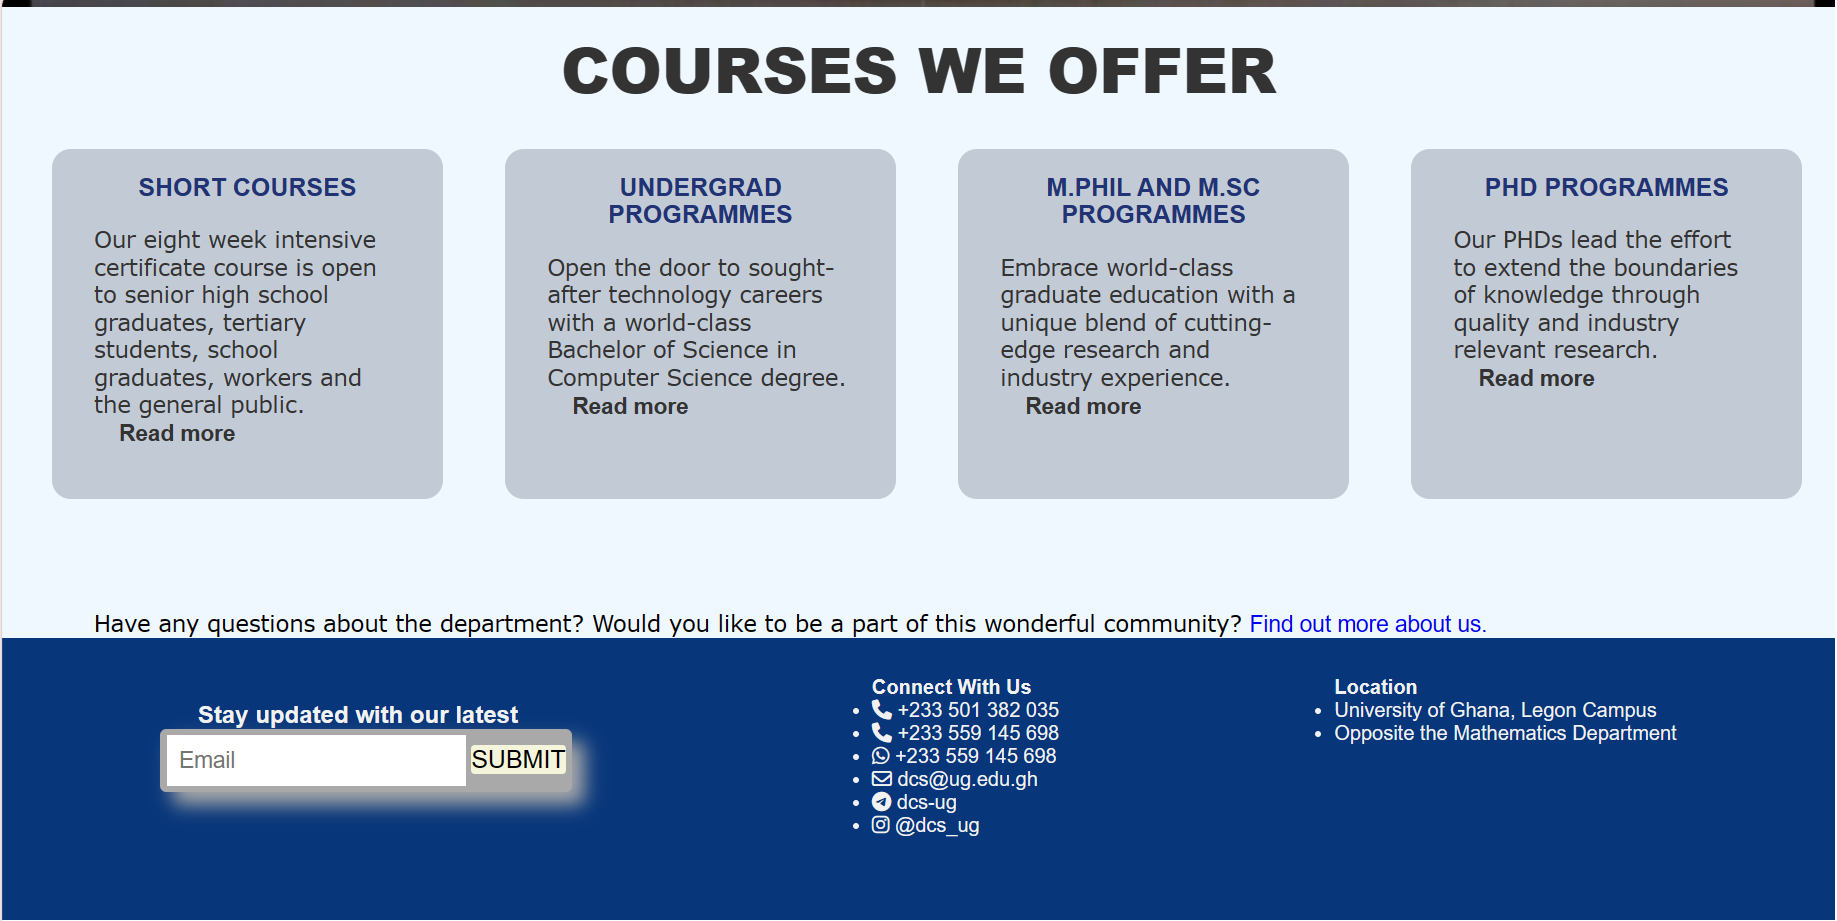 COURSES WE OFFER
SHORT COURSES
Our eight week intensive
certificate course is open
to senior high school
graduates, tertiary
students, school
graduates, workers and
the general public.
Read more
UNDERGRAD
PROGRAMMES
Open the door to sought-
after technology careers
with a world-class
Bachelor of Science in
Computer Science degree.
Read more
M.PHIL AND M.SC
PROGRAMMES
Embrace world-class
graduate education with a
unique blend of cutting-
edge research and
industry experience.
Read more
PHD PROGRAMMES
Our PHDs lead the effort
to extend the boundaries
of knowledge through
quality and industry
relevant research.
Read more
Have any questions about the department? Would you like to be a part of this wonderful community? Find out more about us.
Stay updated with our latest
Email
SUBMIT
Connect With Us
+233 501 382 035
+233 559 145 698
+233 559 145 698
dcs@ug.edu.gh
dcs-ug
@dcs_ug
Location
University of Ghana, Legon Campus
Opposite the Mathematics Department